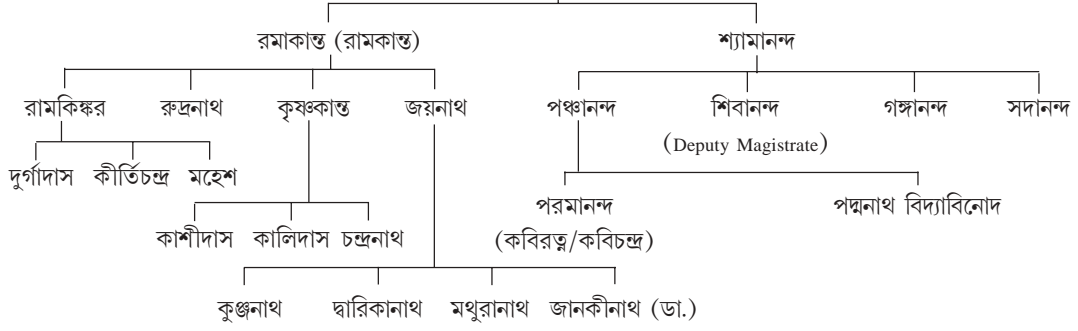 রমাকান্ত (রামকান্ত) শ্যামানন্দ
রামকিঙ্কর রুদ্রনাথ কৃষ্ণকান্ত জয়নাথ পঞ্চানন্দ শিবানন্দ গঙ্গানন্দ সদানন্দ
(Deputy Magistrate)
দুর্গাদাস কীর্তিচন্দ্র মহেশ
পরমানন্দ পদ্মনাথ বিদ্যাবিনোদ
কাশীদাস কালিদাস চন্দ্রনাথ (কবিরত্ন/কবিচন্দ্র)
কুঞ্জনাথ দ্বারিকানাথ মথুরানাথ জানকীনাথ (ডা.)